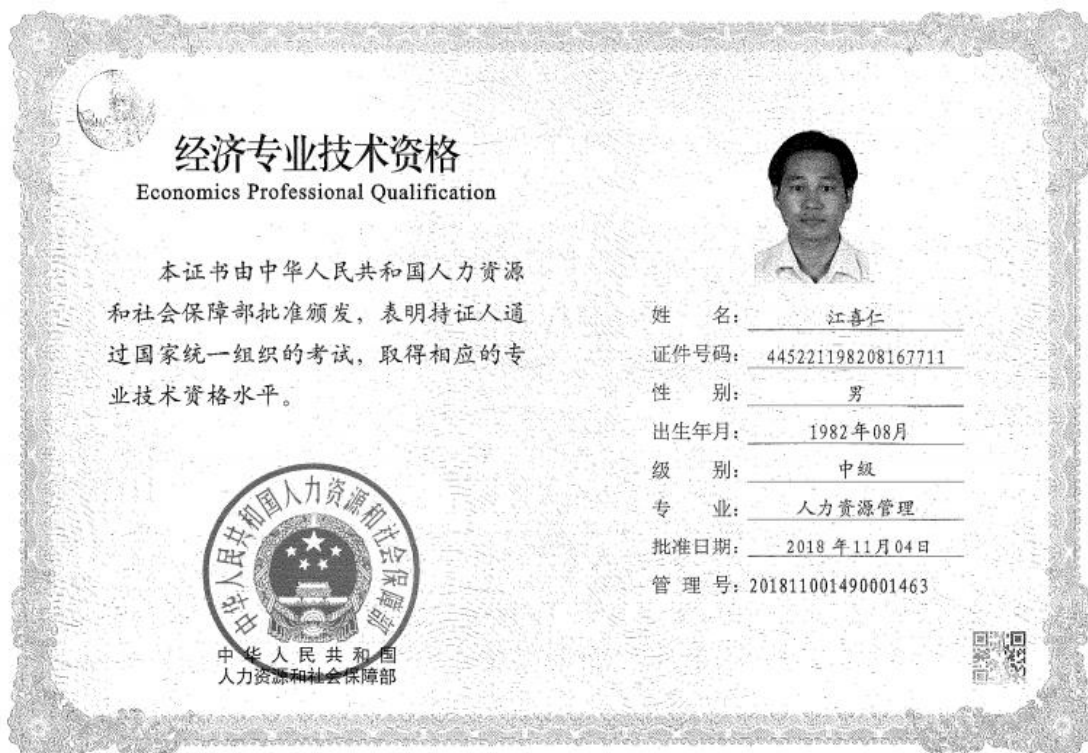 经济专业技术资格
Economics Professional Qualification
本证书由中华人民共和国人力资源
和社会保障部批准颁发，表明持证人通
过国家统一组织的考试，取得相应的专
业技术资格水平。
中华人民共和国人力资源和社会保障部
中华人民共和国
人力资源和社会保障部
姓 名：江喜仁
证件号码：445221198208167711
性 别：男
出生年月：1982年08月
级 别：中级
专 业：人力资源管理
批准日期：2018年11月04日
管 理 号：201811001490001463